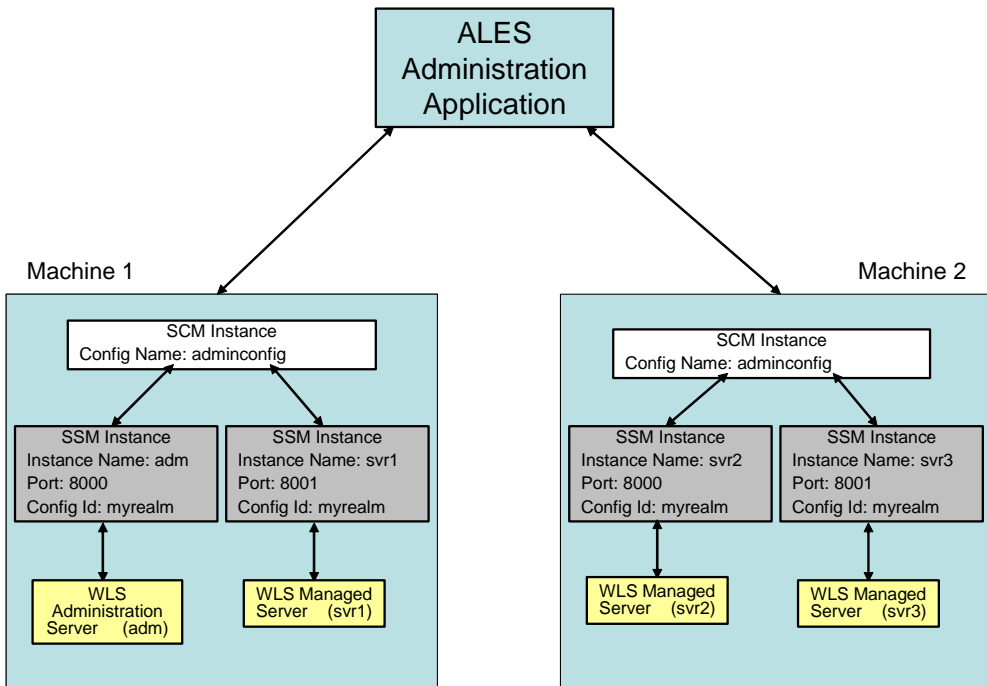 ALES
Administration
Application
Machine 1
SCM Instance
Config Name: adminconfig
SSM Instance
Instance Name: adm
Port: 8000
Config Id: myrealm
SSM Instance
Instance Name: svr1
Port: 8001
Config Id: myrealm
WLS
Administration
Server (adm)
WLS Managed
Server (svr1)
Machine 2
SCM Instance
Config Name: adminconfig
SSM Instance
Instance Name: svr2
Port: 8000
Config Id: myrealm
SSM Instance
Instance Name: svr3
Port: 8001
Config Id: myrealm
WLS Managed
Server (svr2)
WLS Managed
Server (svr3)